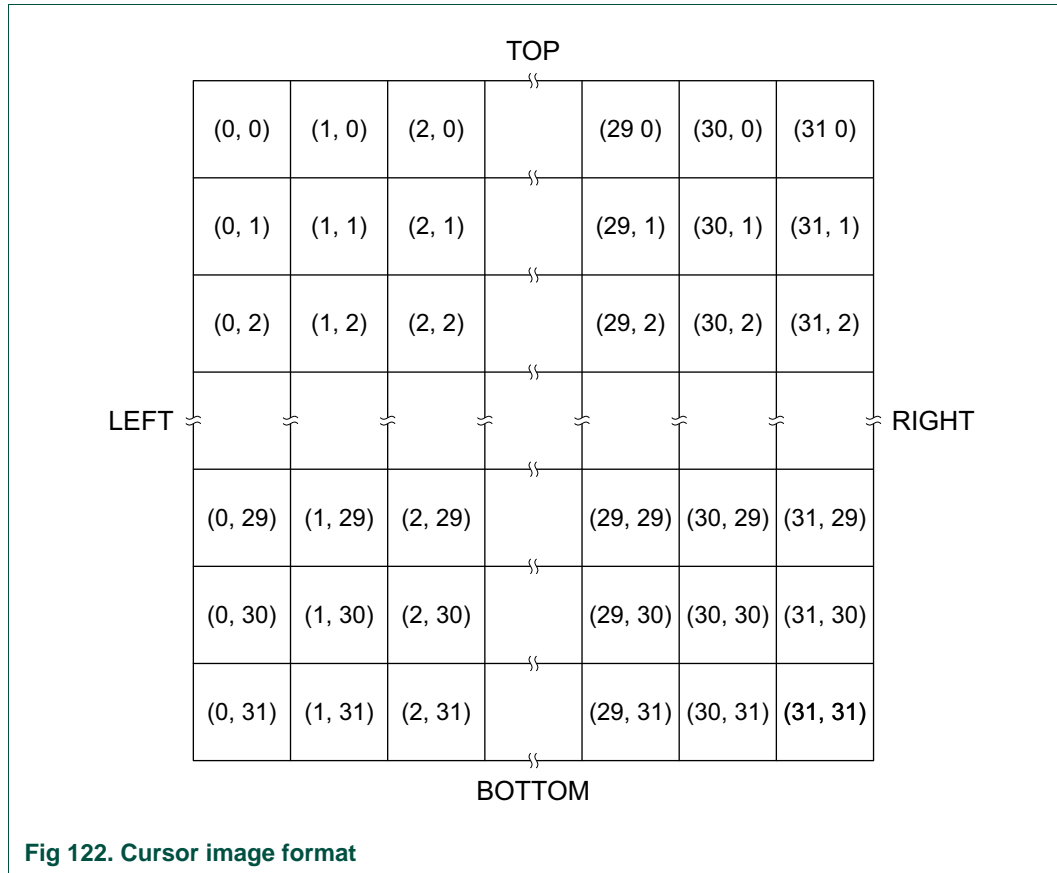 TOP
(0, 0) (1, 0) (2, 0) (29 0) (30, 0) (31 0)
(0, 1) (1, 1) (2, 1) (29, 1) (30, 1) (31, 1)
(0, 2) (1, 2) (2, 2) (29, 2) (30, 2) (31, 2)
LEFT RIGHT
(0, 29) (1, 29) (2, 29) (29, 29) (30, 29) (31, 29)
(0, 30) (1, 30) (2, 30) (29, 30) (30, 30) (31, 30)
(0, 31) (1, 31) (2, 31) (29, 31) (30, 31) (31, 31)
BOTTOM
Fig 122. Cursor image format